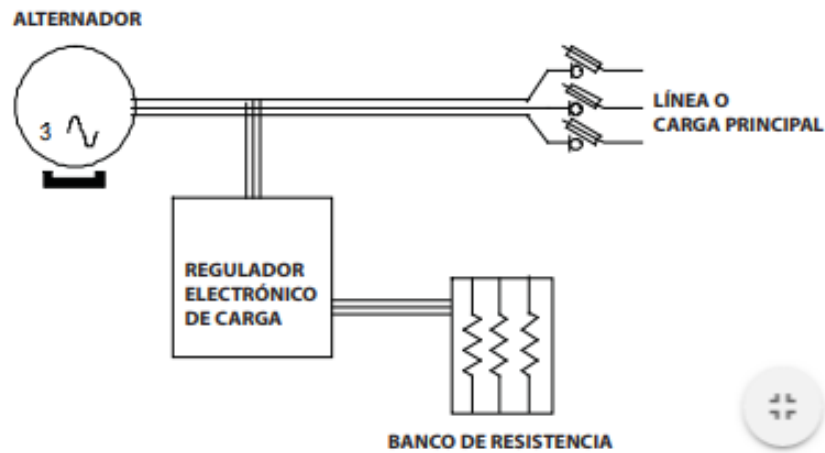 ALTERNADOR
3
LÍNEA O
CARGA PRINCIPAL
REGULADOR
ELECTRÓNICO
DE CARGA
BANCO DE RESISTENCIA